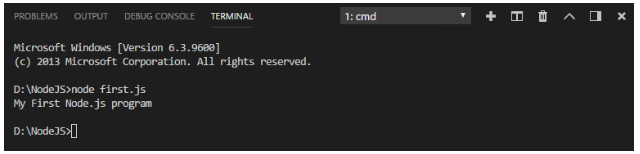 PROBLEMS OUTPUT DEBUG CONSOLE TERMINAL 1: cmd
Microsoft Windows [Version 6.3.9600]
(c) 2013 Microsoft Corporation. All rights reserved.
D:\NodeJS>node first.js
My First Node.js program
D:\NodeJS>